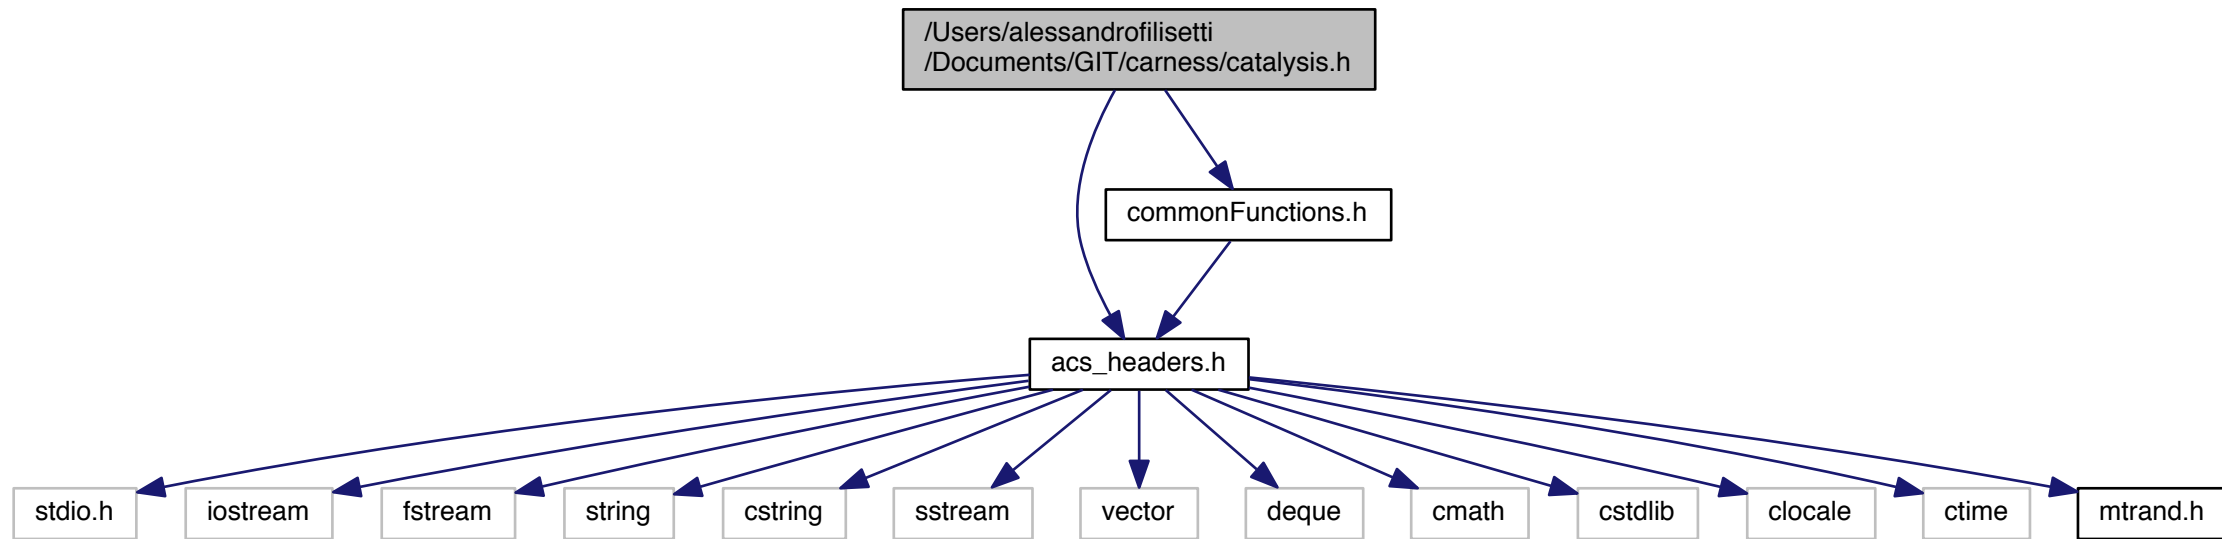 /Users/alessandrofilisetti
/Documents/GIT/carness/catalysis.h
commonFunctions.h
acs_headers.h
stdio.h
iostream
fstream
string
cstring
sstream
vector
deque
cmath
cstdlib
clocale
ctime
mtrand.h